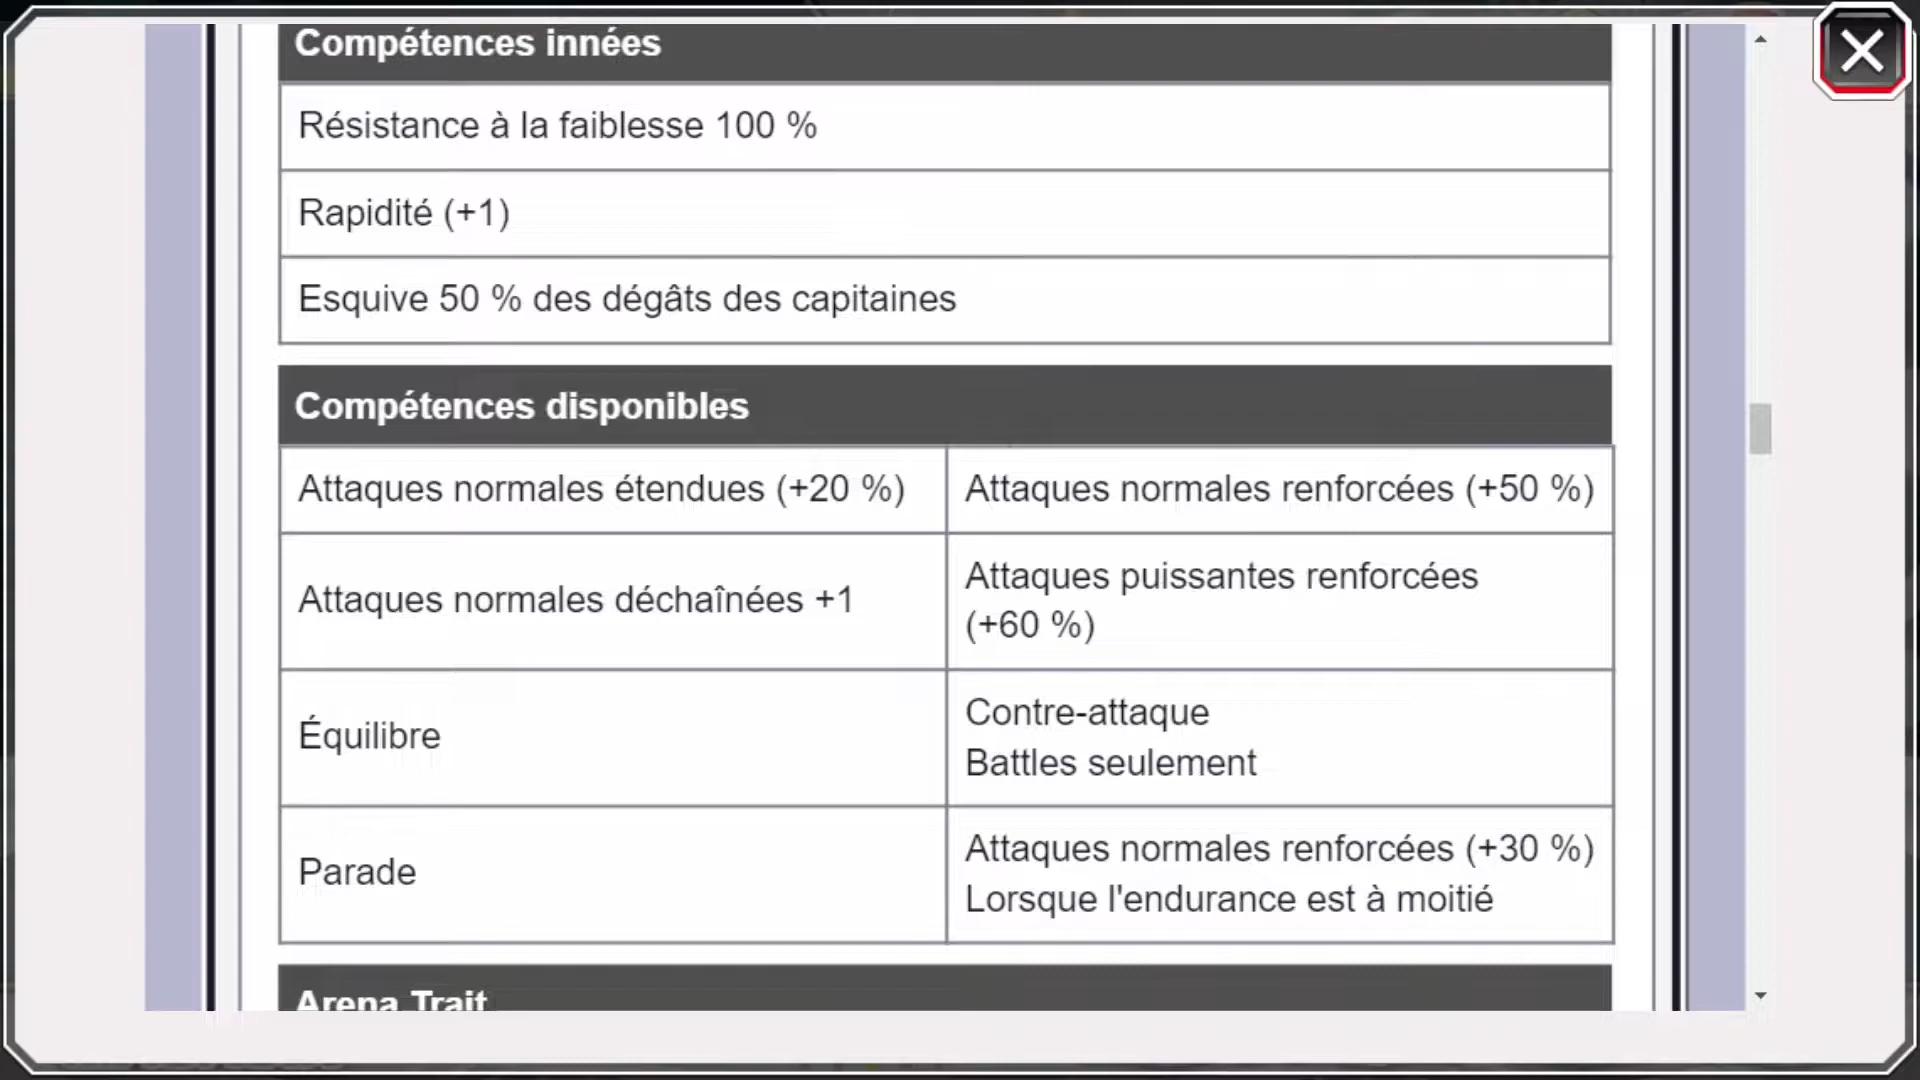 Compétences innées
Résistance à la faiblesse 100 %
Rapidité (+1)
Esquive 50 % des dégâts des capitaines
Compétences disponibles
Attaques normales étendues (+20 %)
Attaques normales renforcées (+50 %)
Attaques normales déchaînées +1
Attaques puissantes renforcées
(+60 %)
Équilibre
Contre-attaque
Battles seulement
Parade
Attaques normales renforcées (+30 %)
Lorsque l'endurance est à moitié
Arena Trait